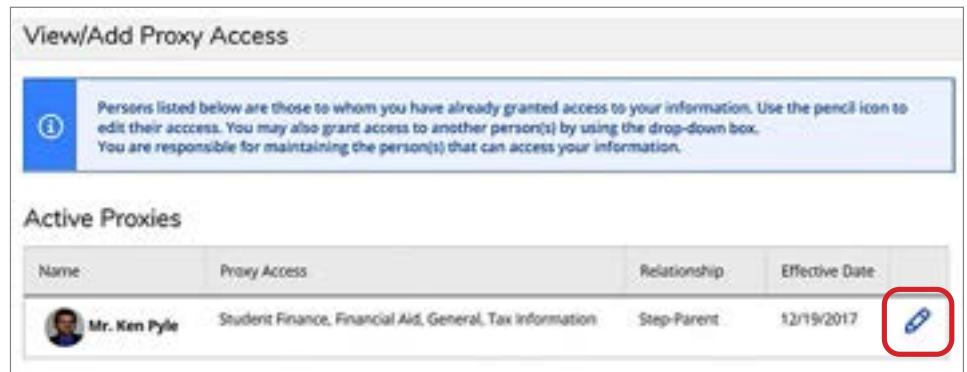 View/Add Proxy Access
Persons listed below are those to whom you have already granted access to your information. Use the pencil icon to
edit their acccess. You may also grant access to another person(s) by using the drop-down box.
You are responsible for maintaining the person(s) that can access your information.
Active Proxies
Name Proxy Access Relationship Effective Date
Mr. Ken Pyle Student Finance, Financial Aid, General, Tax Information Step-Parent 12/19/2017